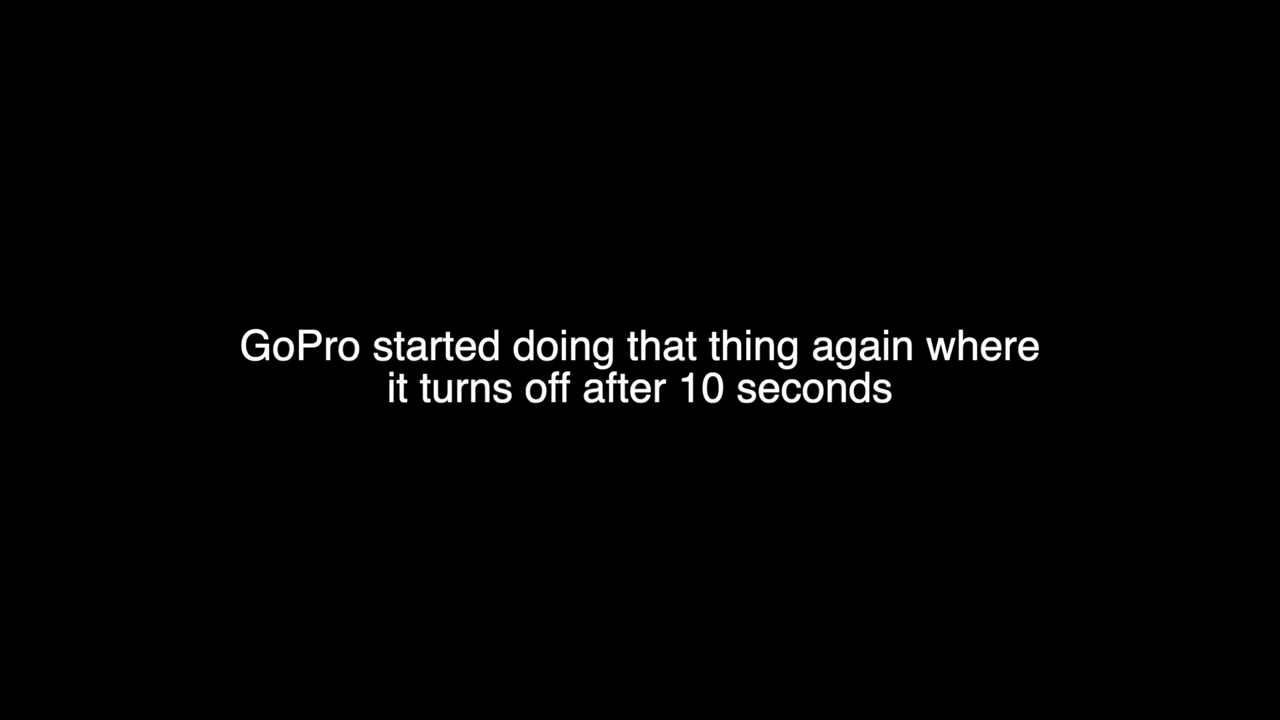 GoPro started doing that thing again where
it turns off after 10 seconds